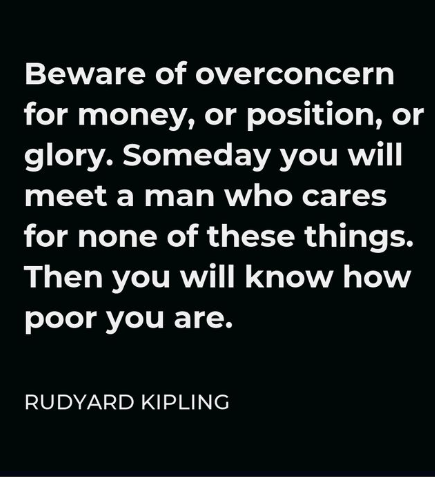 Beware of overconcern
for money, or position, or
glory. Someday you will
meet a man who cares
for none of these things.
Then you will know how
poor you are.
RUDYARD KIPLING